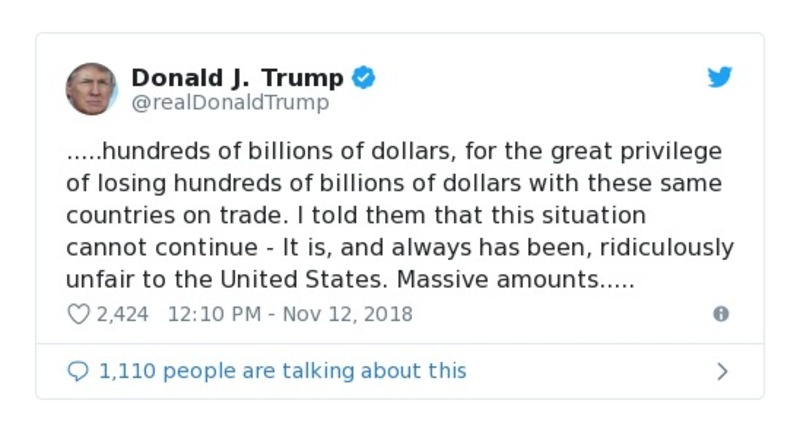 Donald J. Trump
@realDonaldTrump
.....hundreds of billions of dollars, for the great privilege
of losing hundreds of billions of dollars with these same
countries on trade. I told them that this situation
cannot continue - It is, and always has been, ridiculously
unfair to the United States. Massive amounts.....
2,424 12:10 PM - Nov 12, 2018
1,110 people are talking about this